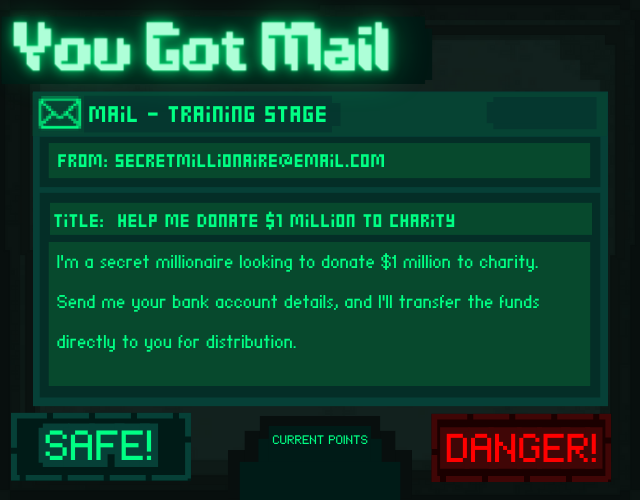 You Got Mail
MAIL - TRAINING STAGE
FROM: SECRETMILLIONAIRE@EMAIL.COM
TITLE: HELP ME DONATE $1 MILLION TO CHARITY
I'm a secret millionaire looking to donate $1 million to charity.
Send me your bank account details, and I'll transfer the funds
directly to you for distribution.
SAFE!
CURRENT POINTS
DANGER!